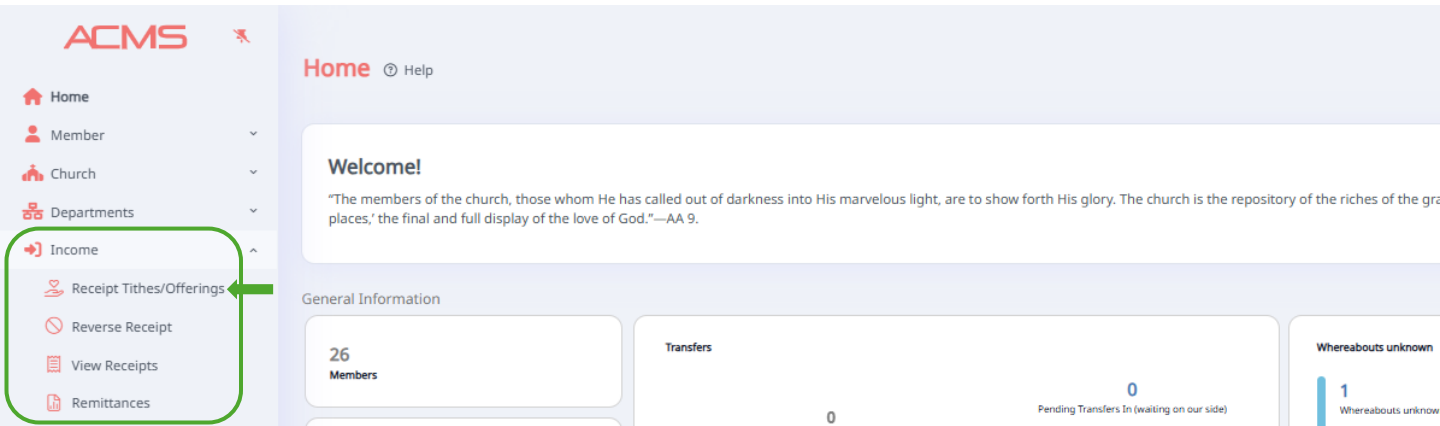 ACMS
Home
Member
Church
Departments
Income
Receipt Tithes/Offerings
Reverse Receipt
View Receipts
Remittances
Home Help
Welcome!
“The members of the church, those whom He has called out of darkness into His marvelous light, are to show forth His glory. The church is the repository of the riches of the gra
places,’ the final and full display of the love of God.”—AA 9.
General Information
26
Members
Transfers
0
0
Pending Transfers In (waiting on our side)
Whereabouts unknown
1
Whereabouts unknow